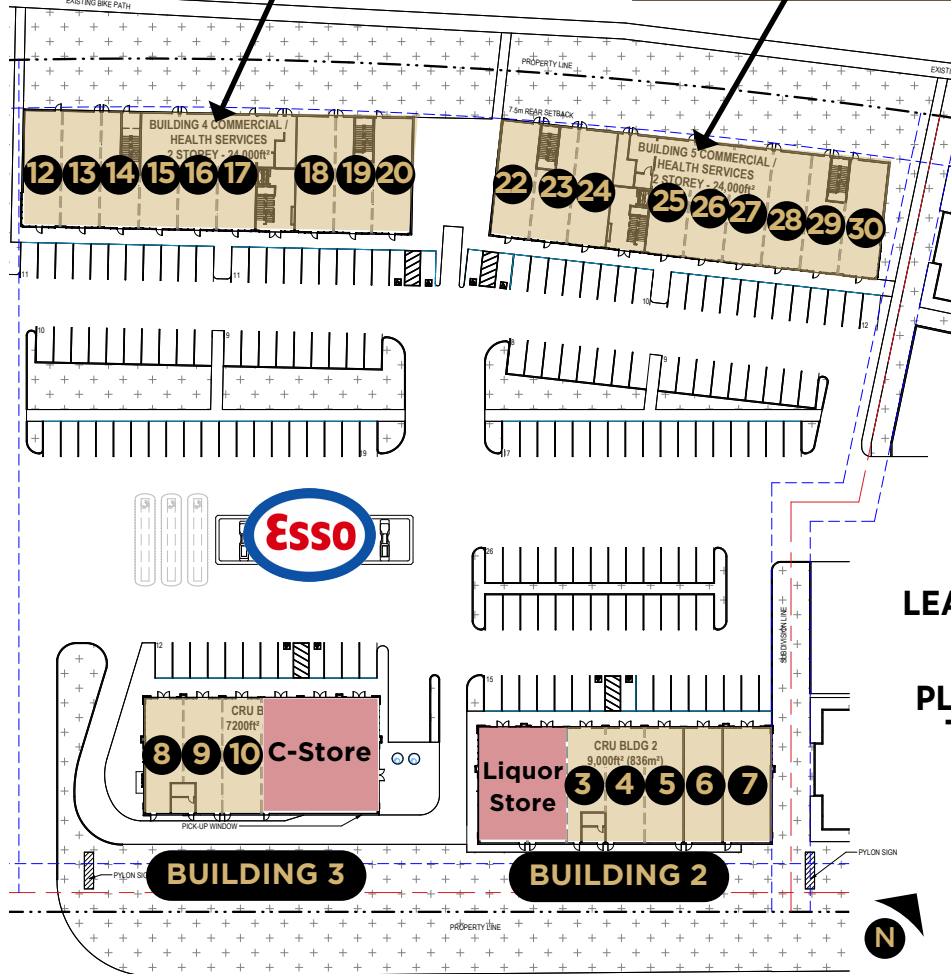 EXISTING BIKE PATH
PROPERTY LINE
EXISTI
7.5m REAR SETBACK
BUILDING 4 COMMERCIAL /
HEALTH SERVICES
2 STOREY - 24,000ft²
12 13 14 15 16 17 18 19 20
BUILDING 5 COMMERCIAL /
HEALTH SERVICES
2 STOREY - 24,000ft²
22 23 24 25 26 27 28 29 30
11
11
10
12
10
9
8
9
19
17
Esso
26
SUBDIVISION LINE
LEA
PL
12
15
CRU B
7200ft²
8 9 10 C-Store
CRU BLDG 2
9,000ft² (836m²)
Liquor
Store
3 4 5 6 7
PICK-UP WINDOW
PYLON SIG
BUILDING 3
BUILDING 2
PYLON SIGN
PROPERTY LINE
N